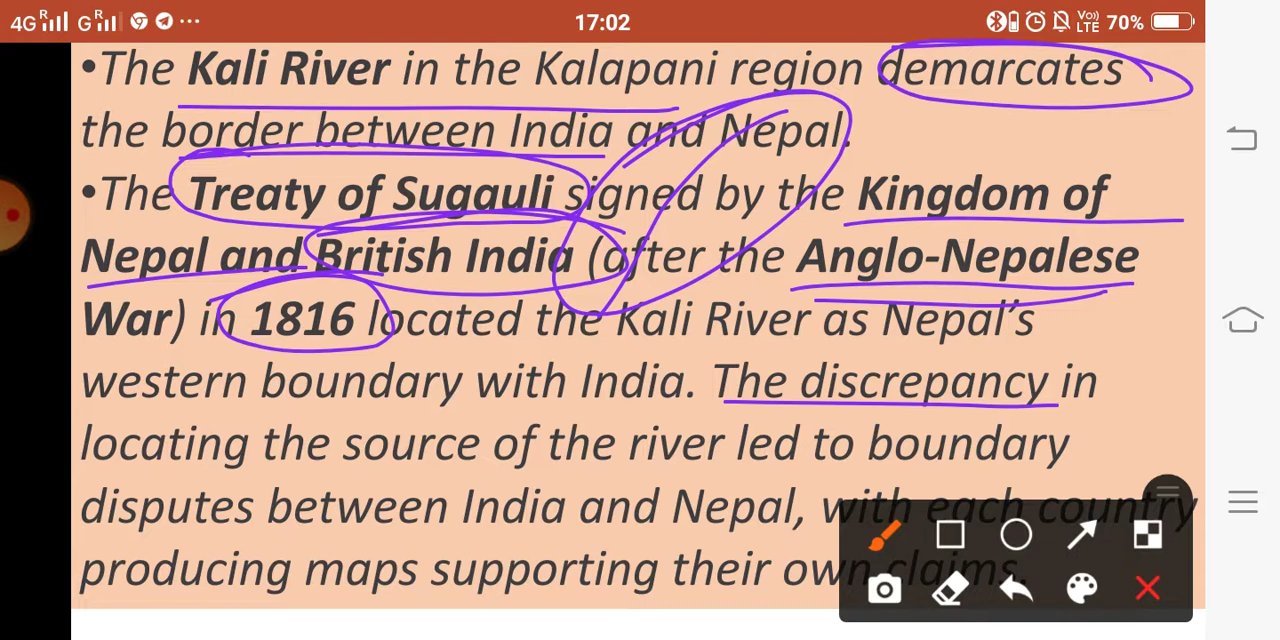 4G G ... 17:02 Vo) LTE 70%
•The Kali River in the Kalapani region demarcates
the border between India and Nepal.
•The Treaty of Sugauli signed by the Kingdom of
Nepal and British India (after the Anglo-Nepalese
War) in 1816 located the Kali River as Nepal's
western boundary with India. The discrepancy in
locating the source of the river led to boundary
disputes between India and Nepal, with each country
producing maps supporting their own claims.